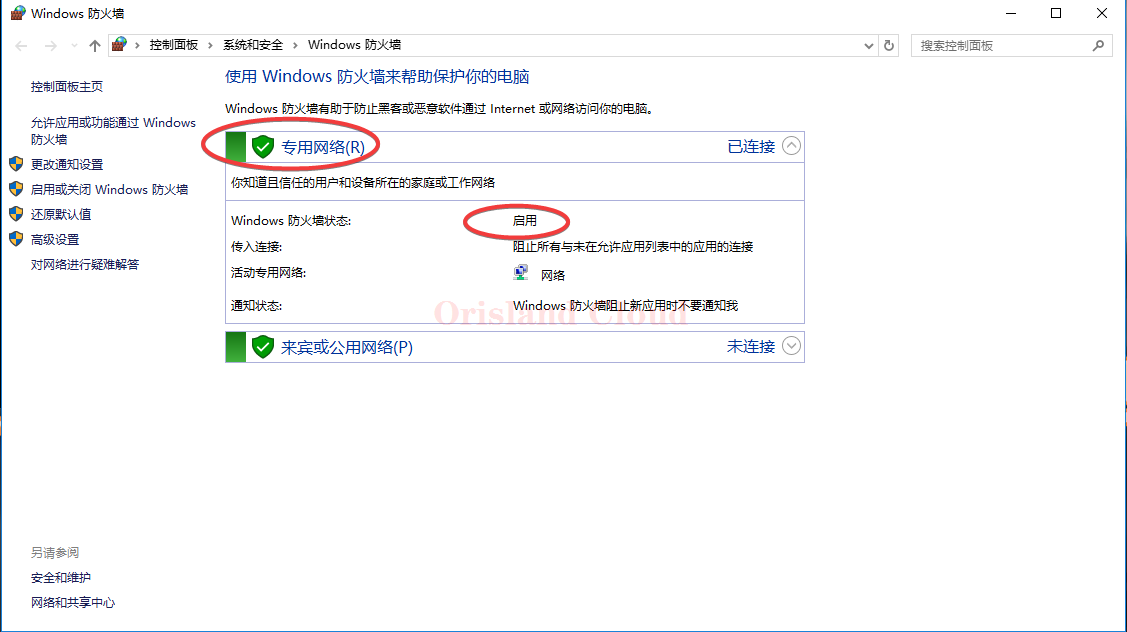 Windows 防火墙
控制面板 › 系统和安全 › Windows 防火墙
搜索控制面板
控制面板主页
允许应用或功能通过 Windows
防火墙
更改通知设置
启用或关闭 Windows 防火墙
还原默认值
高级设置
对网络进行疑难解答
使用 Windows 防火墙来帮助保护你的电脑
Windows 防火墙有助于防止黑客或恶意软件通过 Internet 或网络访问你的电脑。
专用网络(R) 已连接
你知道且信任的用户和设备所在的家庭或工作网络
Windows 防火墙状态: 启用
传入连接: 阻止所有与未在允许应用列表中的应用的连接
活动专用网络: 网络
通知状态: Windows 防火墙阻止新应用时不要通知我
Orisland Cloud
来宾或公用网络(P) 未连接
另请参阅
安全和维护
网络和共享中心